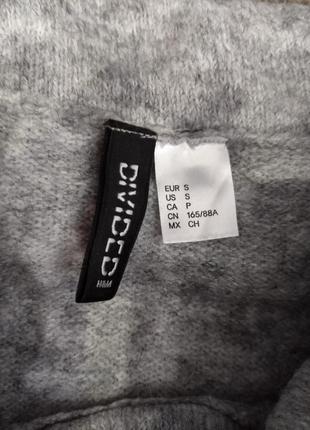 DIVIDED
H&M
EUR S
US S
CA P
CN 165/88A
MX CH